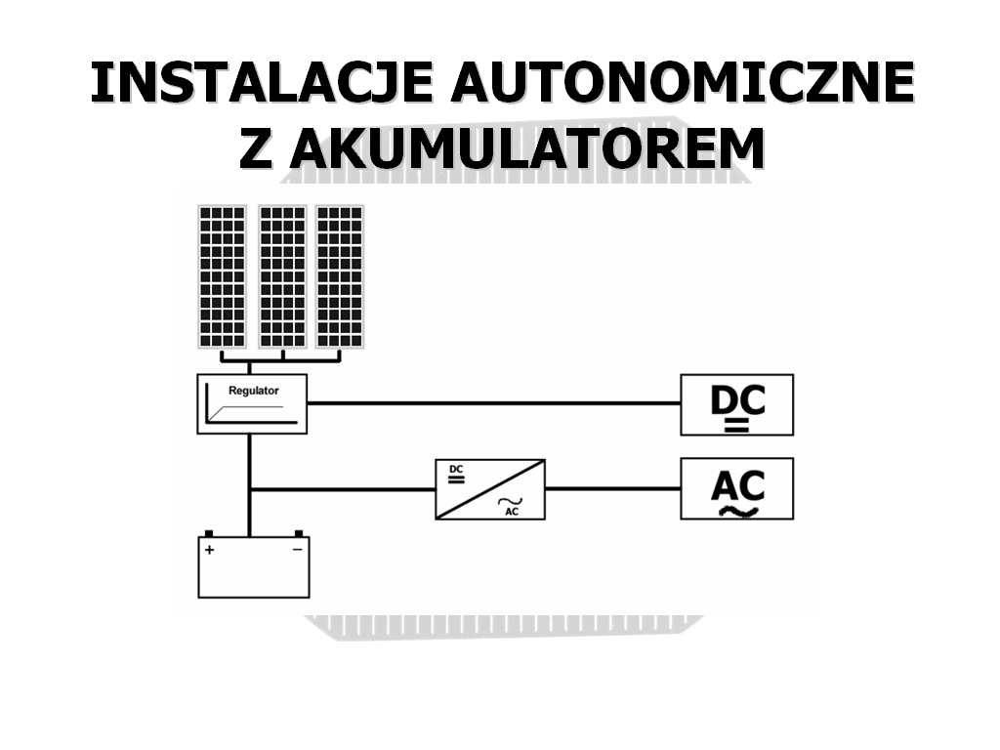 INSTALACJE AUTONOMICZNE
Z AKUMULATOREM
Regulator
DC
DC
AC
AC
+ −